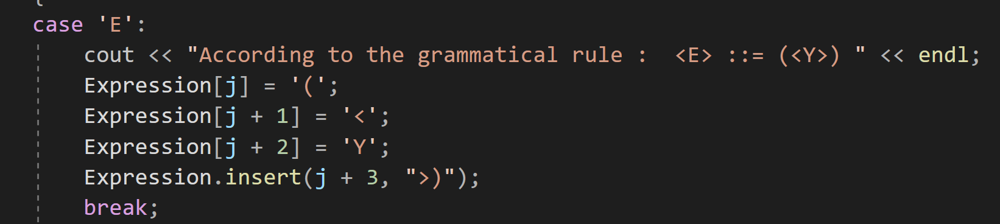 {
case 'E':
cout << "According to the grammatical rule :  <E> ::= (<Y>) " << endl;
Expression[j] = '(';
Expression[j + 1] = '<';
Expression[j + 2] = 'Y';
Expression.insert(j + 3, ">)");
break;